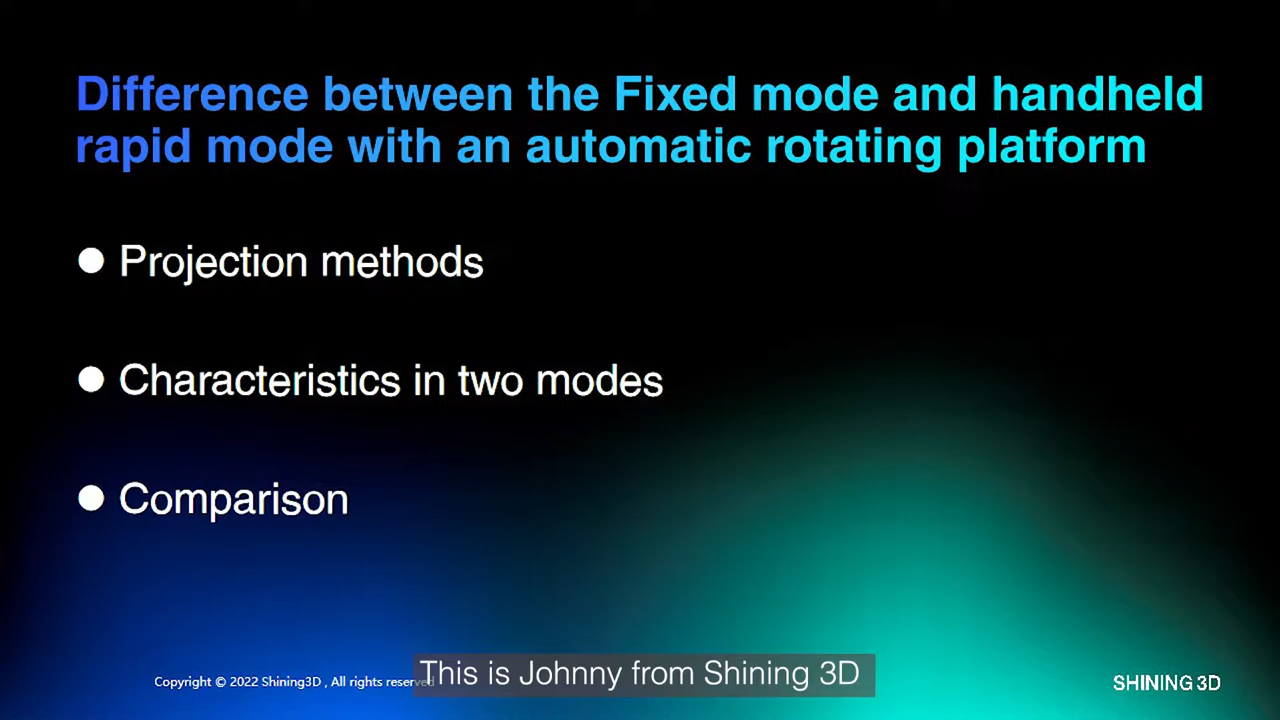 Difference between the Fixed mode and handheld
rapid mode with an automatic rotating platform
● Projection methods
● Characteristics in two modes
● Comparison
Copyright © 2022 Shining3D , All rights reserved
This is Johnny from Shining 3D
SHINING 3D